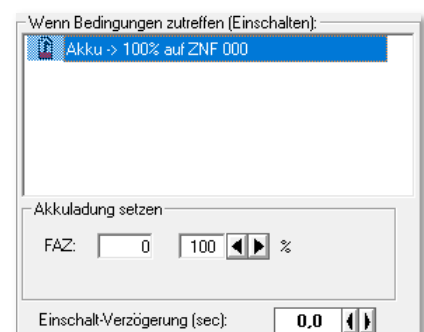 Wenn Bedingungen zutreffen (Einschalten):
Akku -> 100% auf ZNF 000
Akkuladung setzen
FAZ: 0 100 %
Einschalt-Verzögerung (sec): 0,0